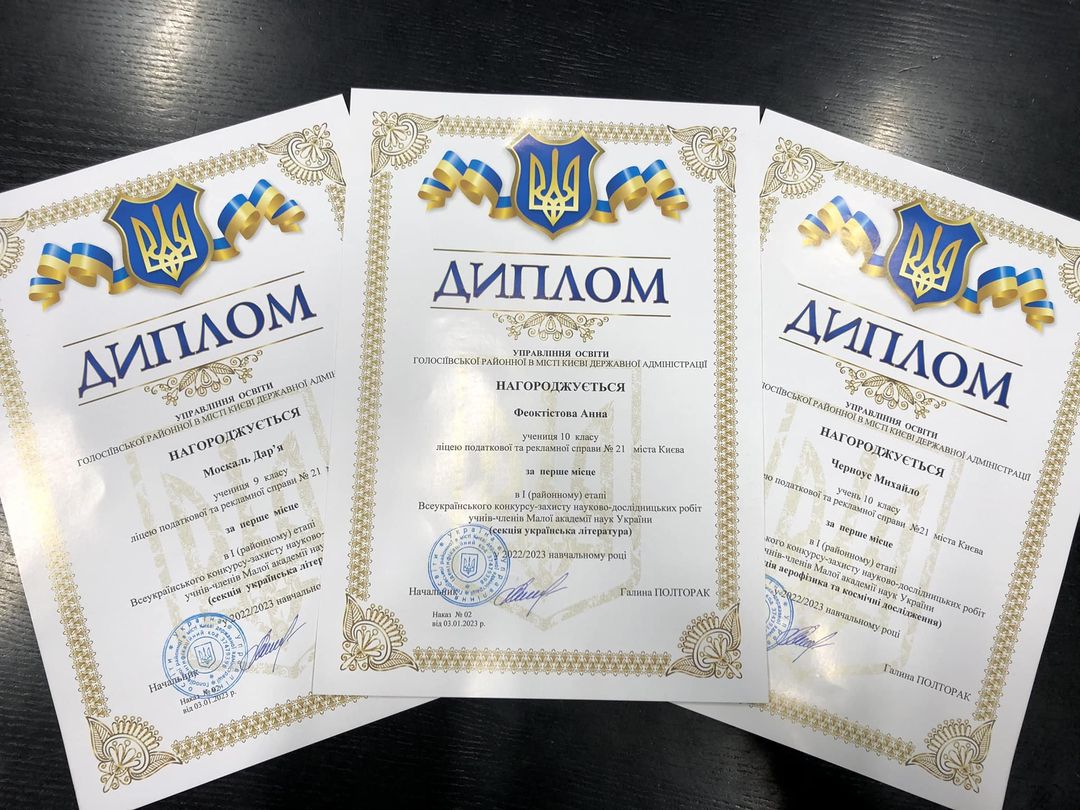 ДИПЛОМ
УПРАВЛІННЯ ОСВІТИ
ГОЛОСІЇВСЬКОЇ РАЙОННОЇ В МІСТІ КИЄВІ ДЕРЖАВНОЇ АДМІНІ
НАГОРОДЖУЄТЬСЯ
Москаль Дар'я
учениця 9 класу
ліцею податкової та рекламної справи № 21
за перше місце
в І (районному) етапі
Всеукраїнського конкурсу-захисту науково-
учнів-членів Малої академії нау
(секція українська літер
2022/2023 навчально
Начальник
Наказ № 02
від 03.01.2023 р.
ДИПЛОМ
УПРАВЛІННЯ ОСВІТИ
ГОЛОСІЇВСЬКОЇ РАЙОННОЇ В МІСТІ КИЄВІ ДЕРЖАВНОЇ АДМІНІСТРАЦІЇ
НАГОРОДЖУЄТЬСЯ
Феоктістова Анна
учениця 10 класу
ліцею податкової та рекламної справи № 21 міста Києва
за перше місце
в І (районному) етапі
Всеукраїнського конкурсу-захисту науково-дослідницьких робіт
учнів-членів Малої академії наук України
(секція українська література)
2022/2023 навчальному році
Начальник Галина ПОЛТОРАК
Наказ № 02
від 03.01.2023 р.
ДИПЛОМ
УПРАВЛІННЯ ОСВІТИ
ГОЛОСІЇВСЬКОЇ РАЙОННОЇ В МІСТІ КИЄВІ ДЕРЖАВНОЇ АДМІНІСТРАЦІЇ
НАГОРОДЖУЄТЬСЯ
Черноус Михайло
учень 10 класу
ліцею податкової та рекламної справи №21 міста Києва
за перше місце
в І (районному) етапі
конкурсу-захисту науково-дослідницьких робіт
учнів-членів Малої академії наук України
аерофізика та космічні дослідження)
2022/2023 навчальному році
Галина ПОЛТОРАК